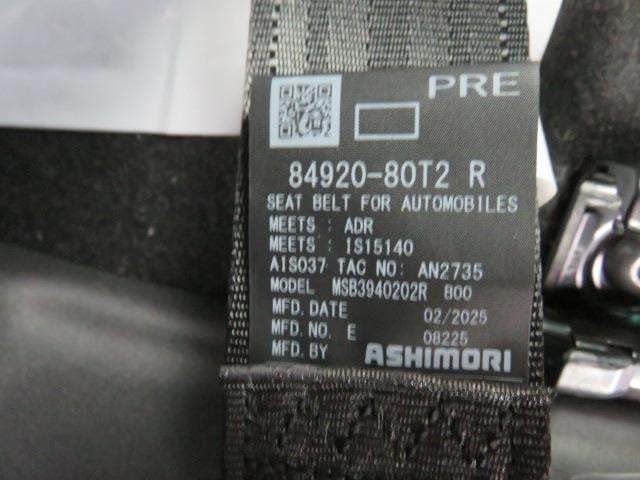 PRE
84920-80T2 R
SEAT BELT FOR AUTOMOBILES
MEETS : ADR
MEETS : IS15140
AIS037 TAC NO: AN2735
MODEL MSB3940202R B00
MFD. DATE 02/2025
MFD. NO. E 08225
MFD. BY ASHIMORI